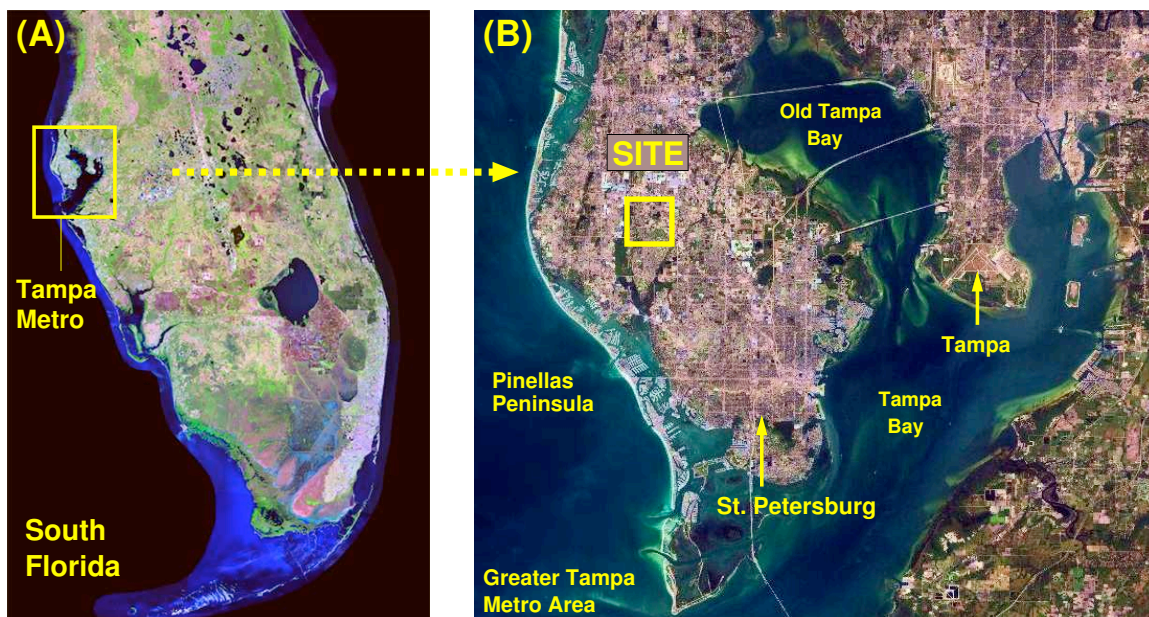 (A)
Tampa
Metro
South
Florida
(B)
Old Tampa
Bay
SITE
Tampa
Pinellas
Peninsula
Tampa
Bay
St. Petersburg
Greater Tampa
Metro Area